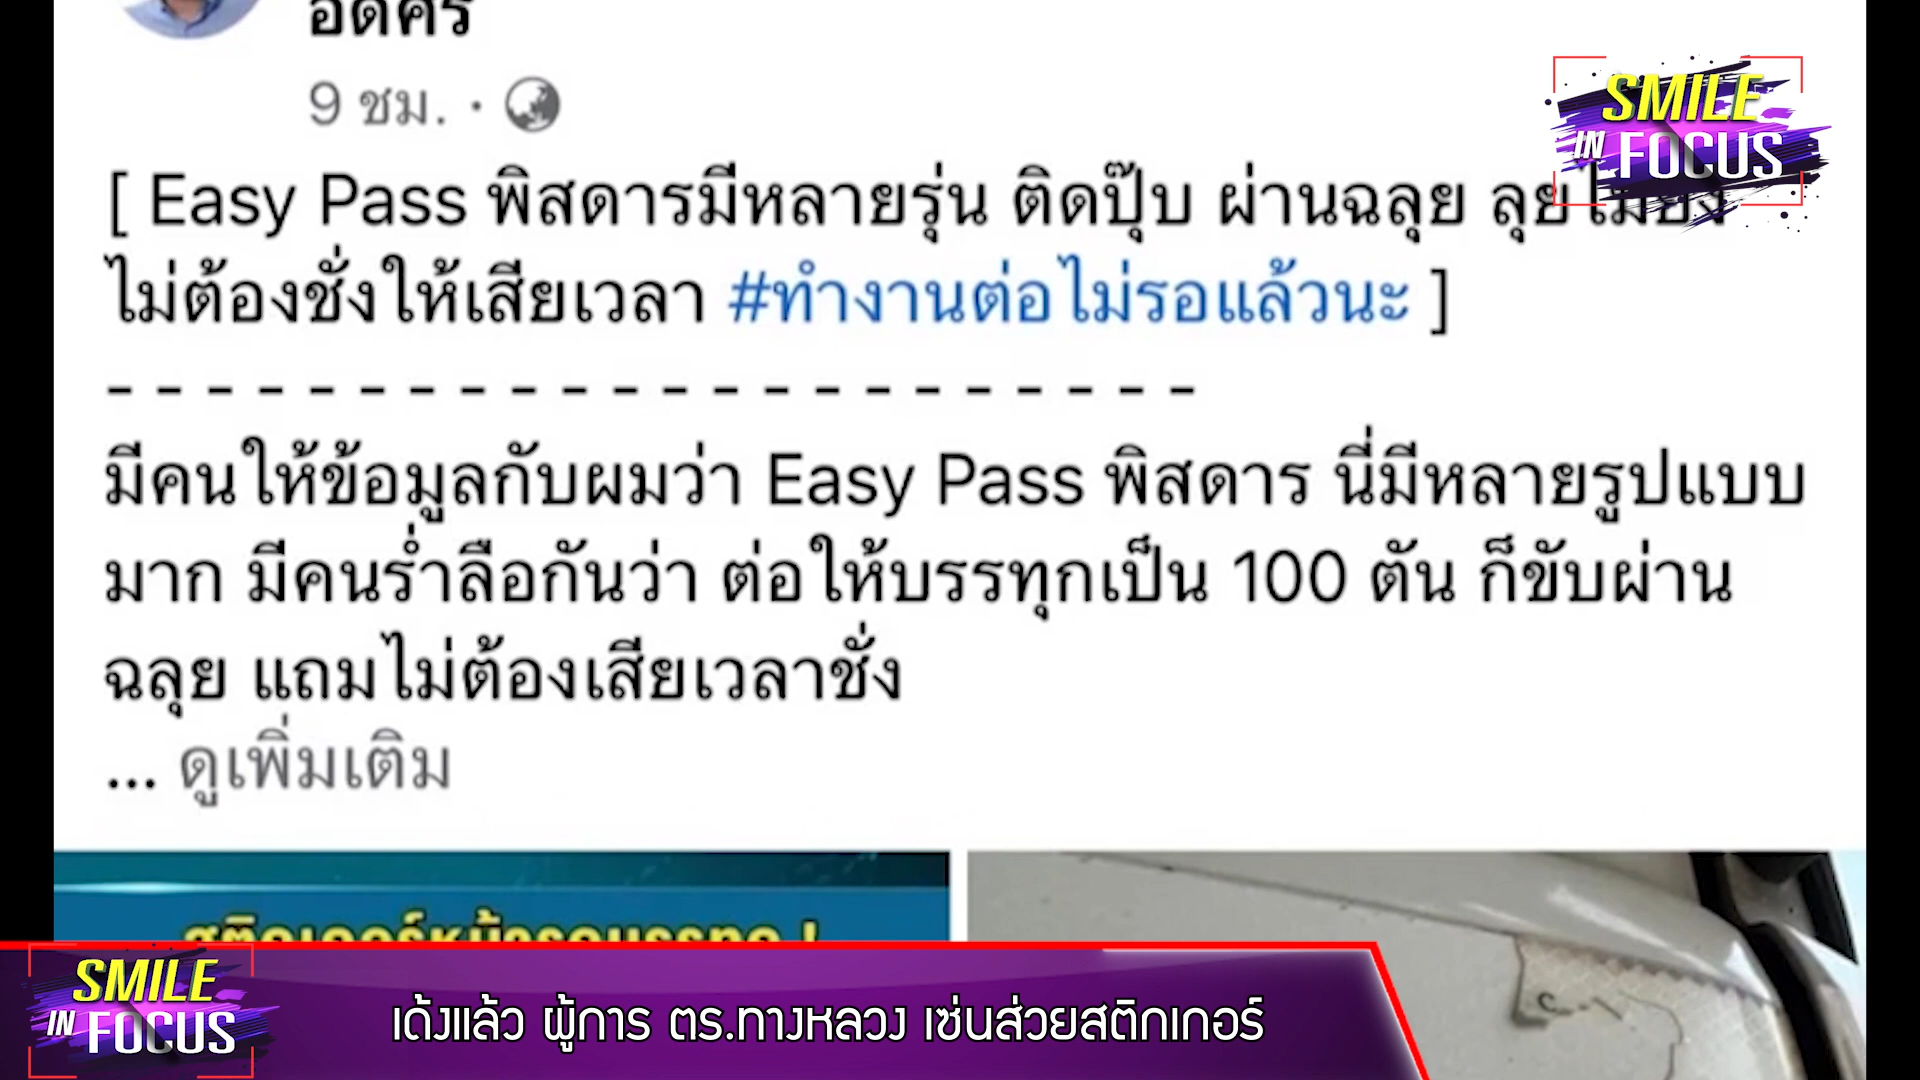 9 ชม.
SMILE
IN FOCUS
[ Easy Pass พิสดารมีหลายรุ่น ติดปุ๊บ ผ่านฉลุย
ไม่ต้องชั่งให้เสียเวลา #ทำงานต่อไม่รอแล้วนะ ]
- - - - - - - - - - - - - - - - - - - - - -
มีคนให้ข้อมูลกับผมว่า Easy Pass พิสดาร นี่มีหลายรูปแบบ
มาก มีคนร่ำลือกันว่า ต่อให้บรรทุกเป็น 100 ตัน ก็ขับผ่าน
ฉลุย แถมไม่ต้องเสียเวลาชั่ง
... ดูเพิ่มเติม
SMILE
IN FOCUS
เด้งแล้ว ผู้การ ตร.ทางหลวง เซ่นส่วยสติกเกอร์